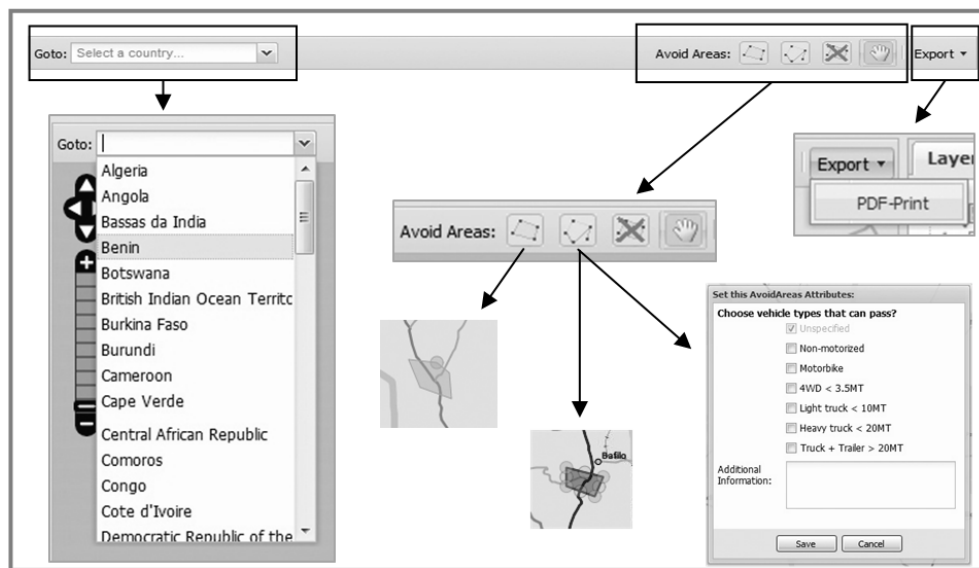 Goto: Select a country...
Avoid Areas:
Export
Goto:
Algeria
Angola
Bassas da India
Benin
Botswana
British Indian Ocean Territc
Burkina Faso
Burundi
Cameroon
Cape Verde
Central African Republic
Comoros
Congo
Cote d'Ivoire
Democratic Republic of the
Avoid Areas:
Export
Laye
PDF-Print
Bafilo
Set this AvoidAreas Attributes:
Choose vehicle types that can pass?
Unspecified
Non-motorized
Motorbike
4WD < 3.5MT
Light truck < 10MT
Heavy truck < 20MT
Truck + Trailer > 20MT
Additional
Information:
Save Cancel